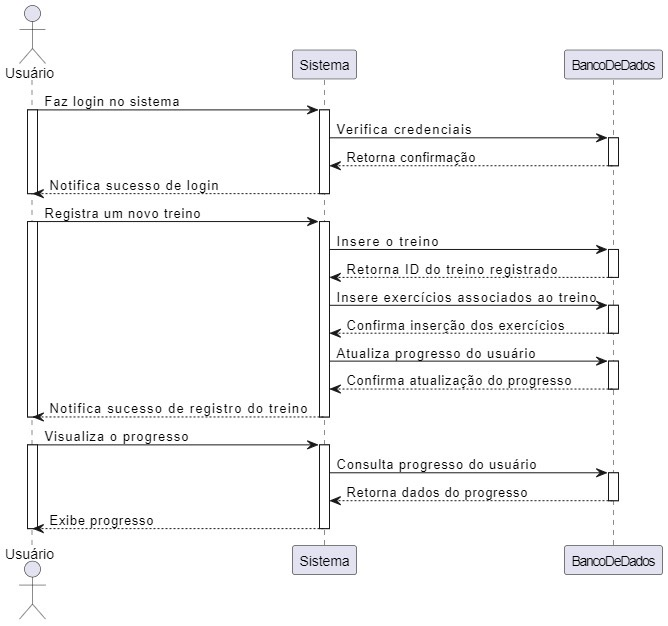 Usuário
Sistema
BancoDeDados
Faz login no sistema
Verifica credenciais
Retorna confirmação
Notifica sucesso de login
Registra um novo treino
Insere o treino
Retorna ID do treino registrado
Insere exercícios associados ao treino
Confirma inserção dos exercícios
Atualiza progresso do usuário
Confirma atualização do progresso
Notifica sucesso de registro do treino
Visualiza o progresso
Consulta progresso do usuário
Retorna dados do progresso
Exibe progresso
Usuário
Sistema
BancoDeDados